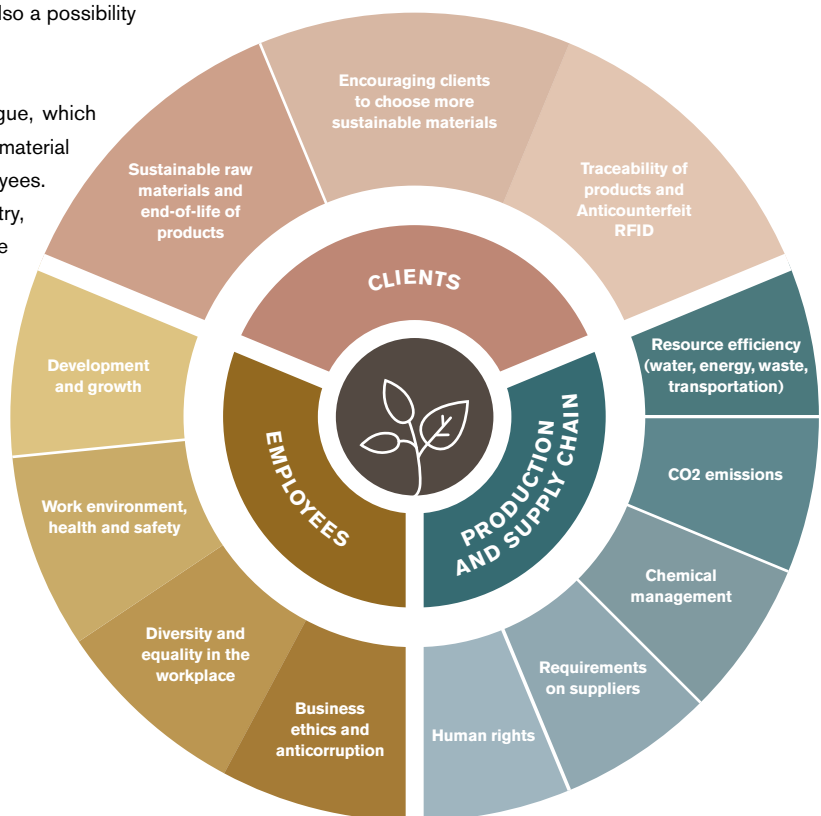 lso a possibility
gue, which
material
yees.
try,
e
Encouraging clients
to choose more
sustainable materials
Sustainable raw
materials and
end-of-life of
products
Traceability of
products and
Anticounterfeit
RFID
CLIENTS
Development
and growth
Resource efficiency
(water, energy, waste,
transportation)
EMPLOYEES
PRODUCTION
AND SUPPLY CHAIN
Work environment,
health and safety
CO2 emissions
Chemical
management
Diversity and
equality in the
workplace
Requirements
on suppliers
Business
ethics and
anticorruption
Human rights